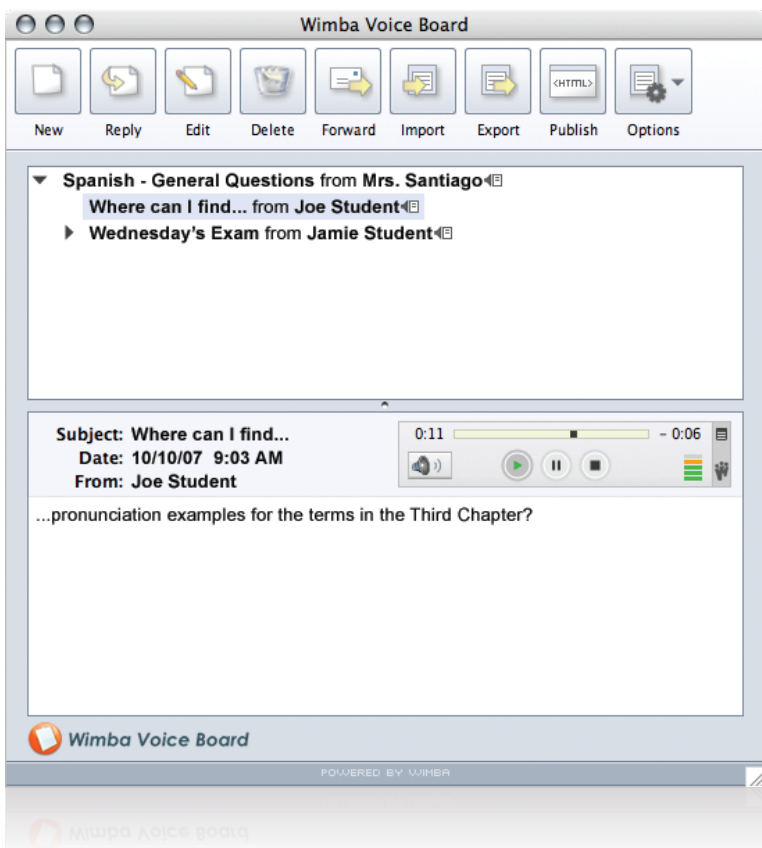 Wimba Voice Board
New Reply Edit Delete Forward Import Export Publish Options
<HTML>
Spanish - General Questions from Mrs. Santiago
Where can I find... from Joe Student
Wednesday's Exam from Jamie Student
Subject: Where can I find...
Date: 10/10/07 9:03 AM
From: Joe Student
0:11 - 0:06
...pronunciation examples for the terms in the Third Chapter?
Wimba Voice Board
POWERED BY WIMBA
Wimba Voice Board